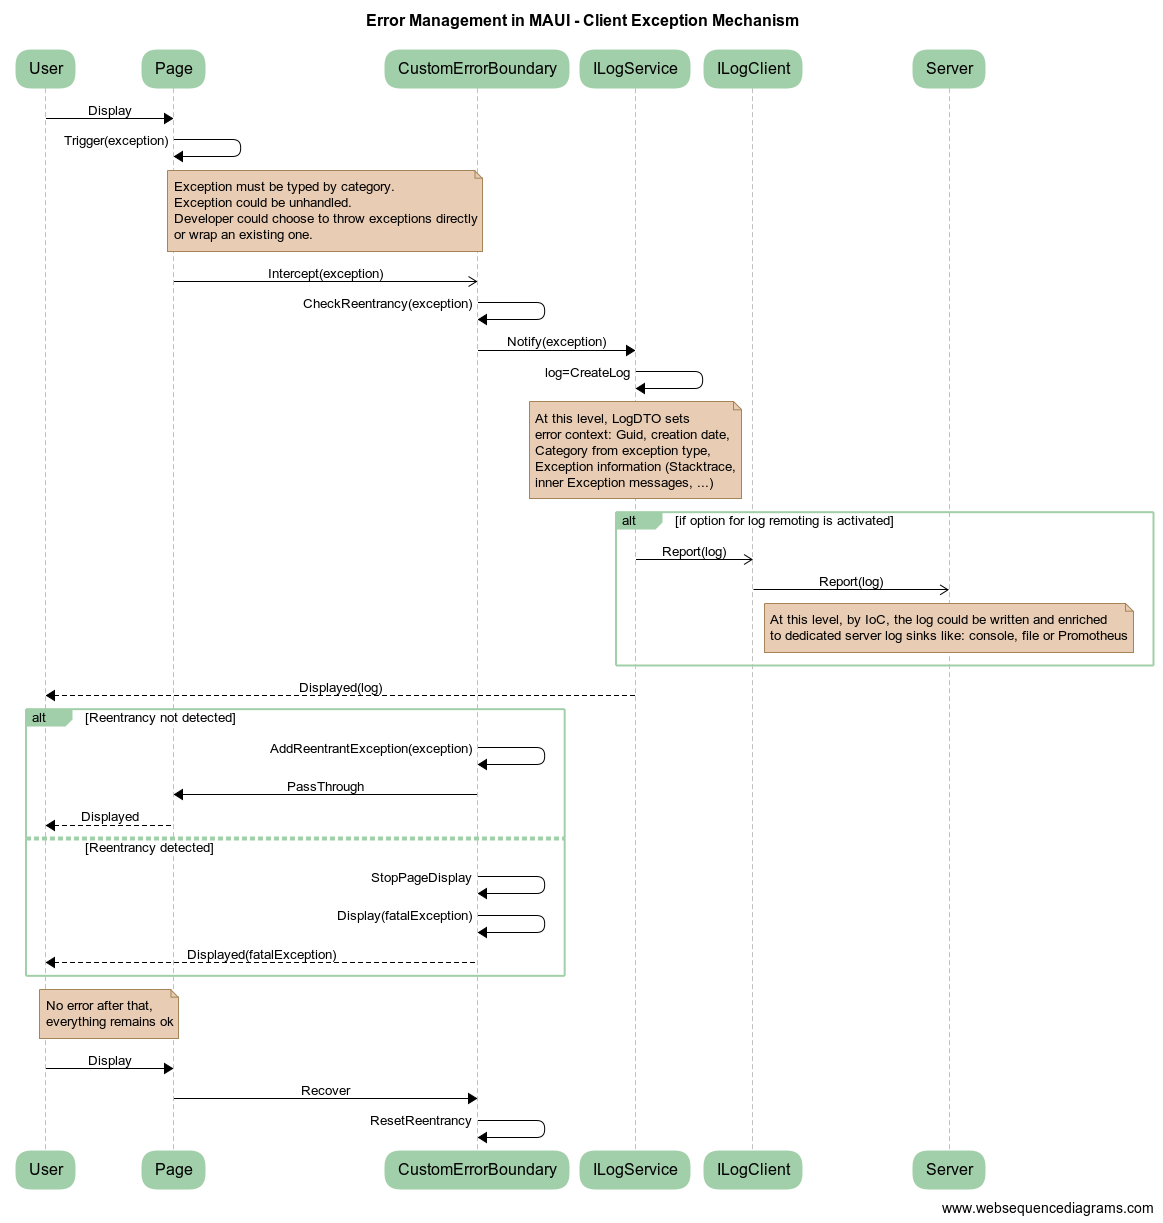 Error Management in MAUI - Client Exception Mechanism
User
Page
CustomErrorBoundary
ILogService
ILogClient
Server
Display
Trigger(exception)
Exception must be typed by category.
Exception could be unhandled.
Developer could choose to throw exceptions directly
or wrap an existing one.
Intercept(exception)
CheckReentrancy(exception)
Notify(exception)
log=CreateLog
At this level, LogDTO sets
error context: Guid, creation date,
Category from exception type,
Exception information (Stacktrace,
inner Exception messages, ...)
alt
[if option for log remoting is activated]
Report(log)
Report(log)
At this level, by IoC, the log could be written and enriched
to dedicated server log sinks like: console, file or Promotheus
Displayed(log)
alt
[Reentrancy not detected]
AddReentrantException(exception)
PassThrough
Displayed
[Reentrancy detected]
StopPageDisplay
Display(fatalException)
Displayed(fatalException)
No error after that,
everything remains ok
Display
Recover
ResetReentrancy
User
Page
CustomErrorBoundary
ILogService
ILogClient
Server
www.websequencediagrams.com